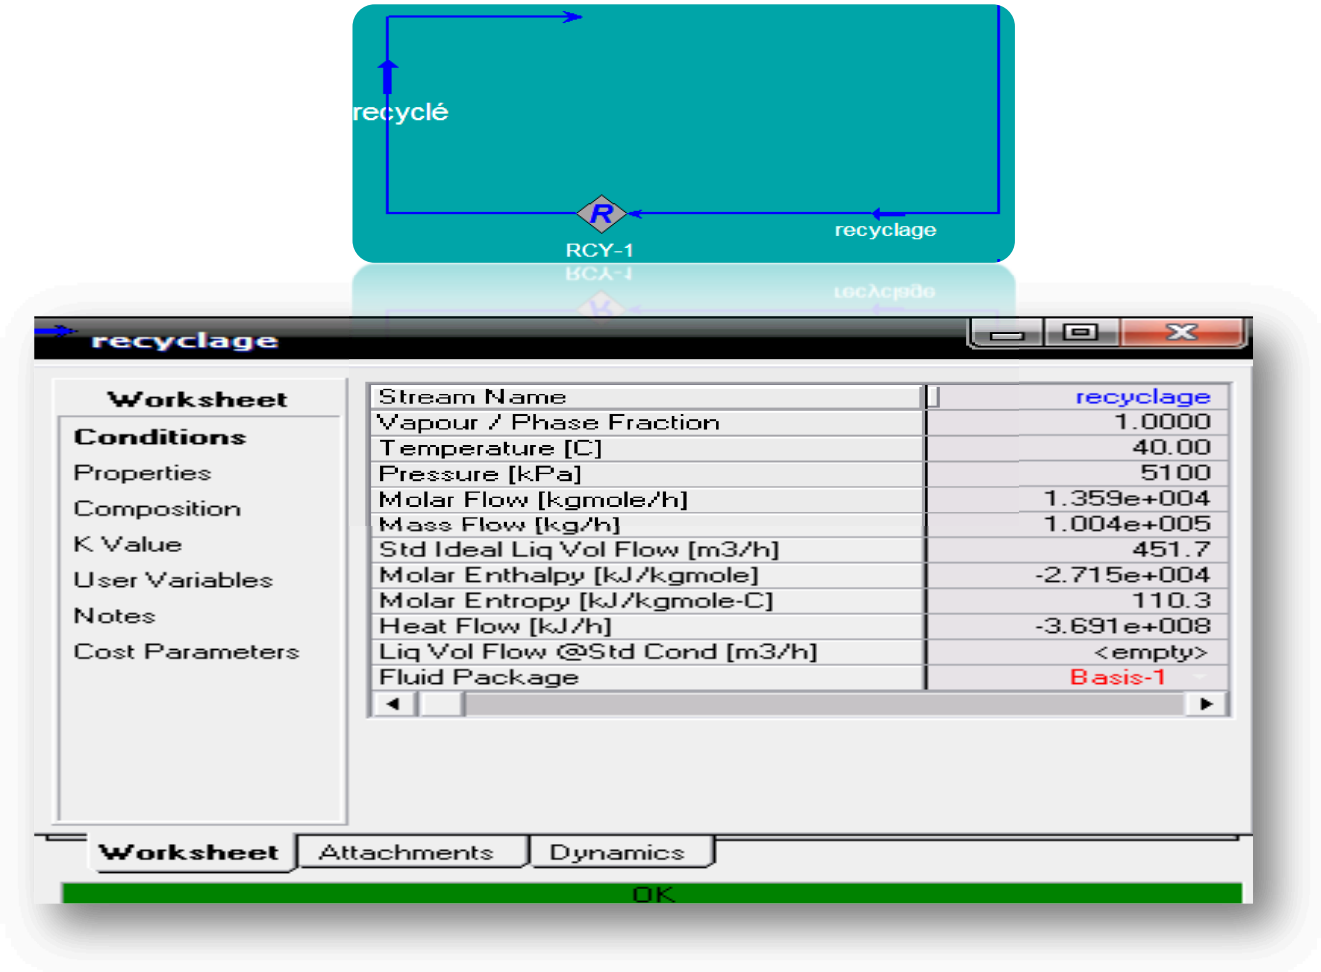 recyclé
R
recyclage
RCY-1
recyclage
Worksheet
Conditions
Properties
Composition
K Value
User Variables
Notes
Cost Parameters
Stream Name recyclage
Vapour / Phase Fraction 1.0000
Temperature [C] 40.00
Pressure [kPa] 5100
Molar Flow [kgmole/h] 1.359e+004
Mass Flow [kg/h] 1.004e+005
Std Ideal Liq Vol Flow [m3/h] 451.7
Molar Enthalpy [kJ/kgmole] -2.715e+004
Molar Entropy [kJ/kgmole-C] 110.3
Heat Flow [kJ/h] -3.691e+008
Liq Vol Flow @Std Cond [m3/h] <empty>
Fluid Package Basis-1
Worksheet Attachments Dynamics
OK